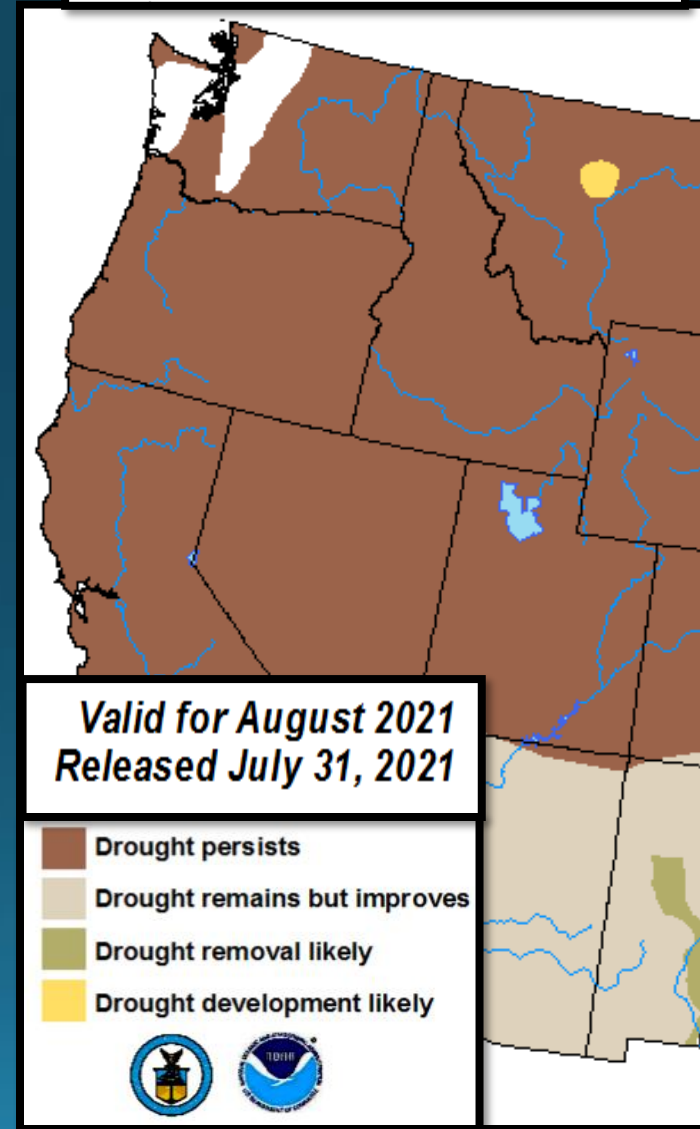 Valid for August 2021
Released July 31, 2021
Drought persists
Drought remains but improves
Drought removal likely
Drought development likely